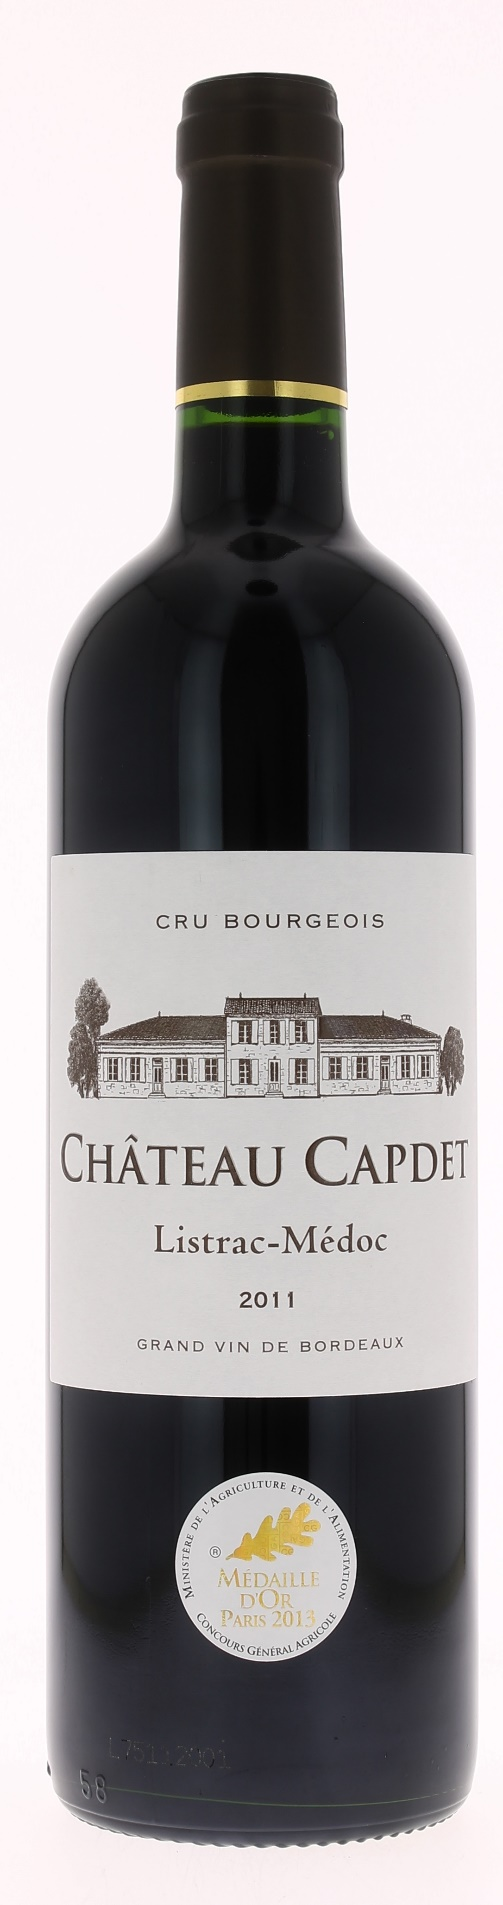 CRU BOURGEOIS
CHÂTEAU CAPDET
Listrac-Médoc
2011
GRAND VIN DE BORDEAUX
MINISTÈRE DE L'AGRICULTURE ET DE L'ALIMENTATION
®
MÉDAILLE
D'OR
PARIS 2013
CONCOURS GÉNÉRAL AGRICOLE
58